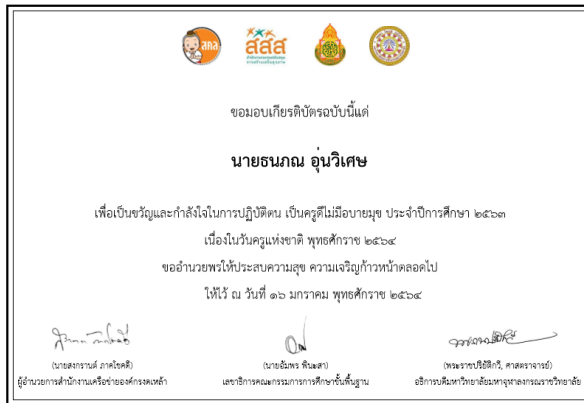 สคล
สสส
ขอมอบเกียรติบัตรฉบับนี้แด่
นายธนภณ อุ่นวิเศษ
เพื่อเป็นขวัญและกำลังใจในการปฏิบัติตน เป็นครูดีไม่มีอบายมุข ประจำปีการศึกษา ๒๕๖๓
เนื่องในวันครูแห่งชาติ พุทธศักราช ๒๕๖๔
ขออำนวยพรให้ประสบความสุข ความเจริญก้าวหน้าตลอดไป
ให้ไว้ ณ วันที่ ๑๖ มกราคม พุทธศักราช ๒๕๖๔
(นายสงกรานต์ ภาคโชคดี)
ผู้อำนวยการสำนักงานเครือข่ายองค์กรงดเหล้า
(นายอัมพร พินะสา)
เลขาธิการคณะกรรมการการศึกษาขั้นพื้นฐาน
(พระราชปริยัติกวี, ศาสตราจารย์)
อธิการบดีมหาวิทยาลัยมหาจุฬาลงกรณราชวิทยาลัย